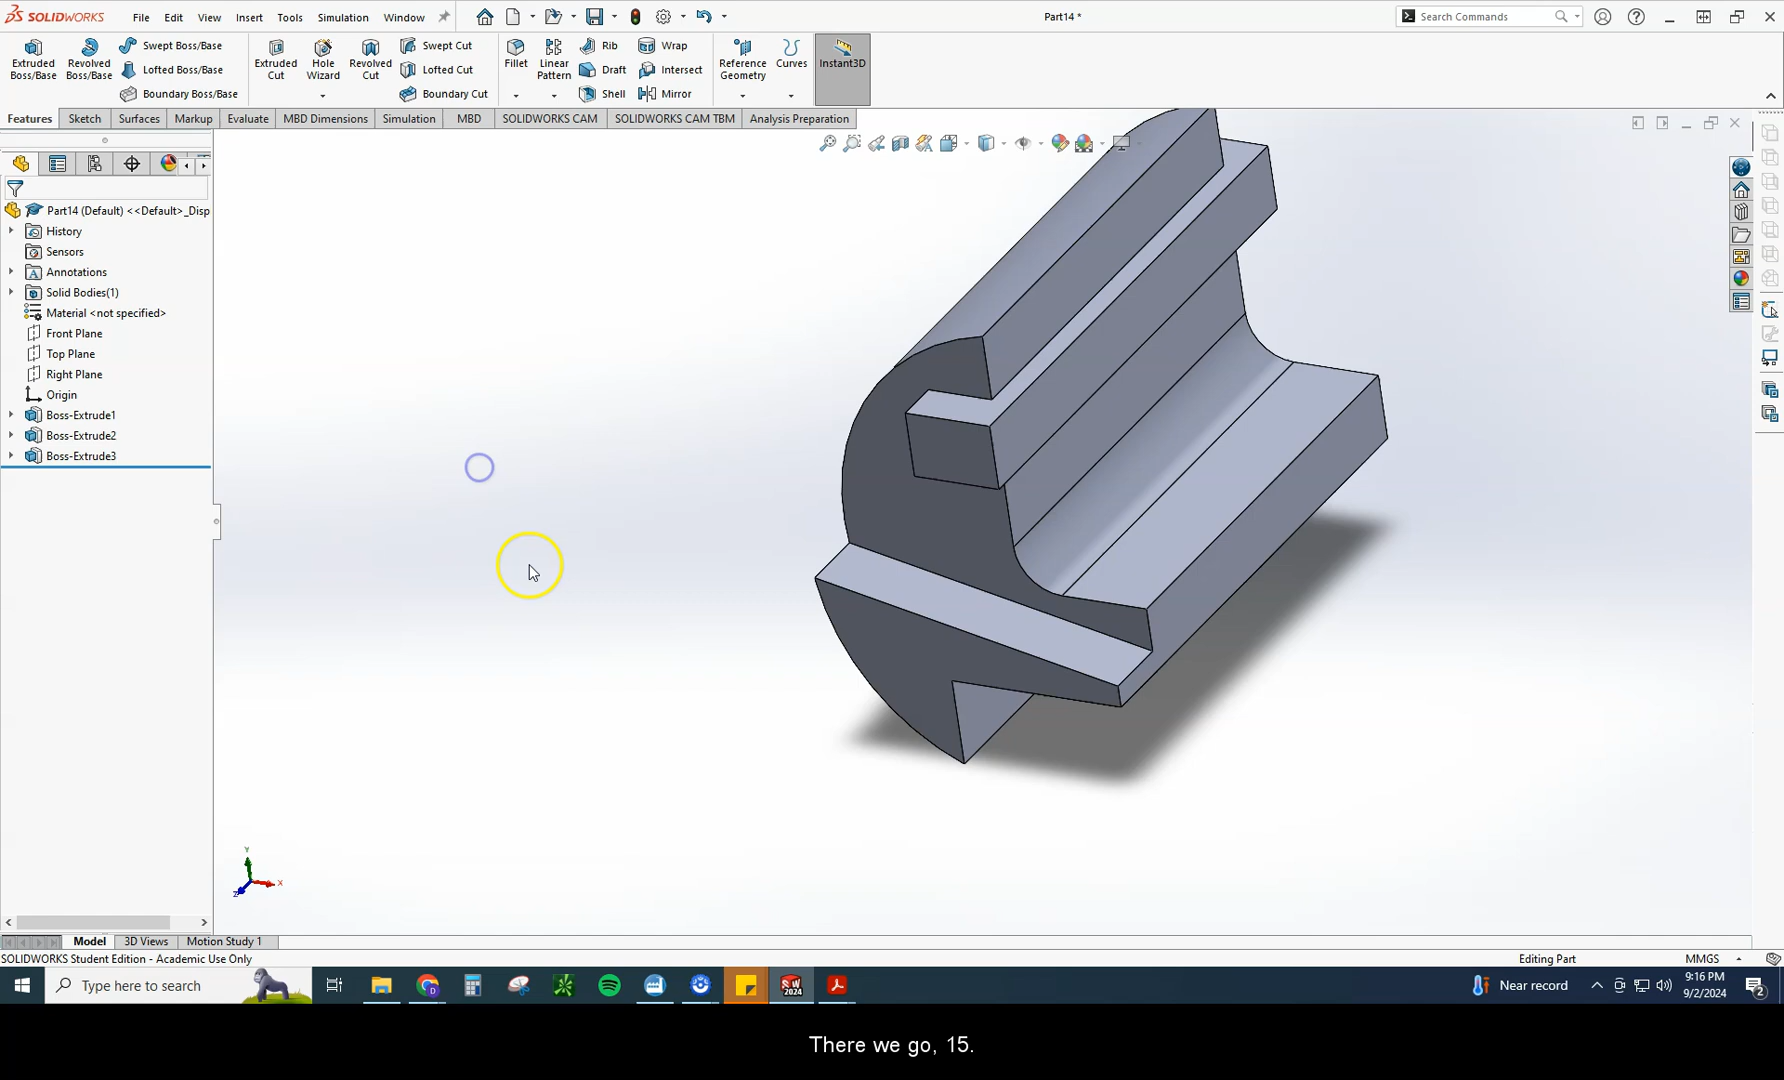 SOLIDWORKS File Edit View Insert Tools Simulation Window Part14 * Search Commands
Extruded Boss/Base
Revolved Boss/Base
Swept Boss/Base
Lofted Boss/Base
Boundary Boss/Base
Extruded Cut
Hole Wizard
Revolved Cut
Swept Cut
Lofted Cut
Boundary Cut
Fillet
Linear Pattern
Rib
Draft
Shell
Wrap
Intersect
Mirror
Reference Geometry
Curves
Instant3D
Features Sketch Surfaces Markup Evaluate MBD Dimensions Simulation MBD SOLIDWORKS CAM SOLIDWORKS CAM TBM Analysis Preparation
Part14 (Default) <<Default>_Disp
History
Sensors
Annotations
Solid Bodies(1)
Material <not specified>
Front Plane
Top Plane
Right Plane
Origin
Boss-Extrude1
Boss-Extrude2
Boss-Extrude3
Y
X
Z
Model 3D Views Motion Study 1
SOLIDWORKS Student Edition - Academic Use Only Editing Part MMGS
Type here to search
SW
2024
Near record
9:16 PM
9/2/2024
2
There we go, 15.